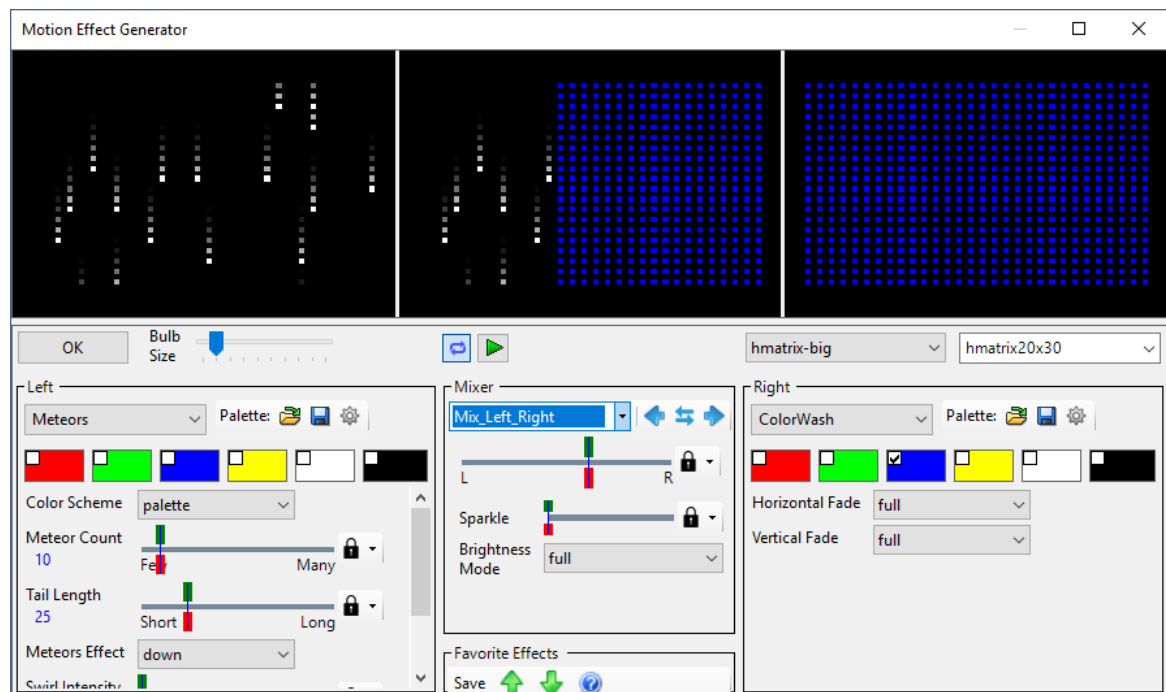 Motion Effect Generator
OK
Bulb
Size
hmatrix-big
hmatrix20x30
Left
Meteors
Palette:
Color Scheme
palette
Meteor Count
10
Few
Many
Tail Length
25
Short
Long
Meteors Effect
down
Swirl Intensity
Mixer
Mix_Left_Right
L
R
Sparkle
Brightness
Mode
full
Favorite Effects
Save
Right
ColorWash
Palette:
Horizontal Fade
full
Vertical Fade
full